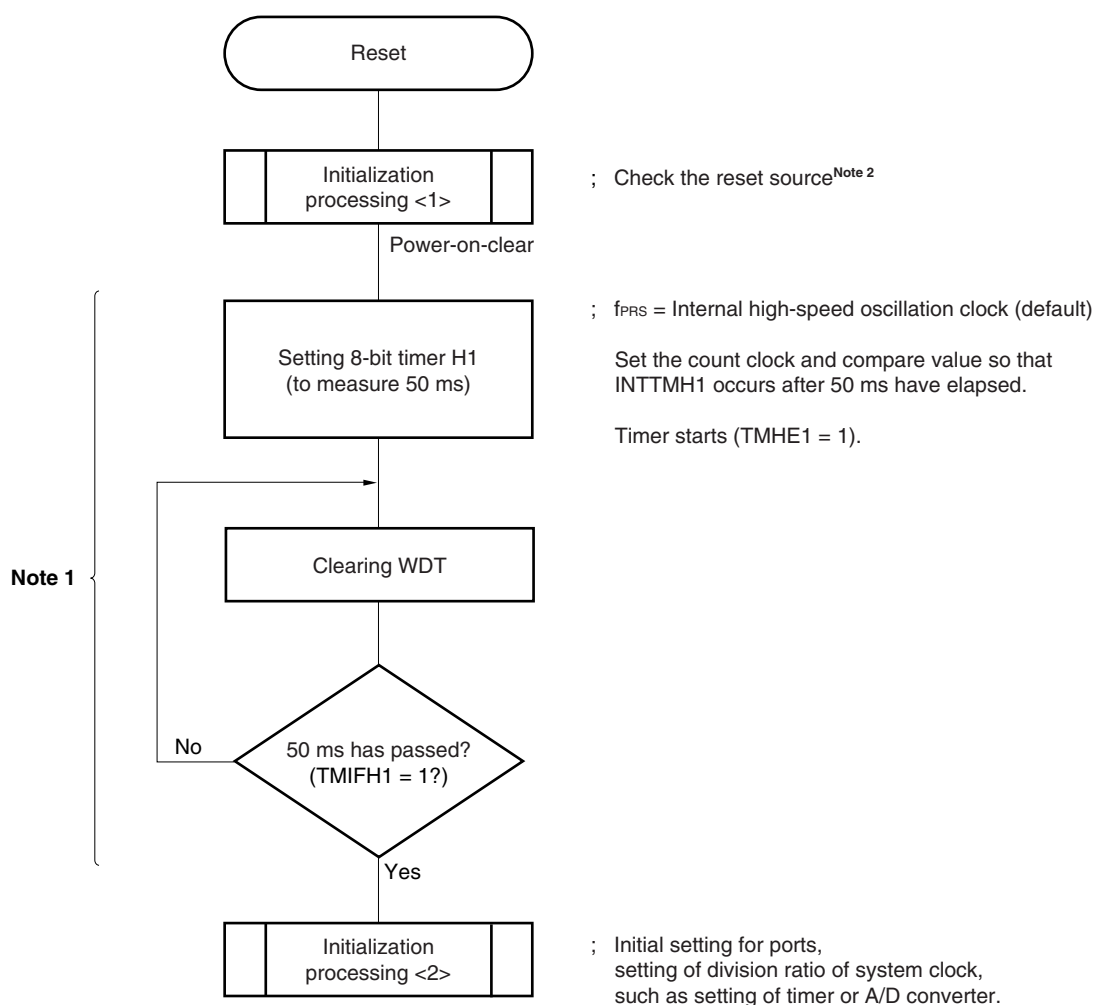 Reset
Initialization
processing <1>
; Check the reset sourceNote 2
Power-on-clear
Setting 8-bit timer H1
(to measure 50 ms)
; fPRS = Internal high-speed oscillation clock (default)
Set the count clock and compare value so that
INTTMH1 occurs after 50 ms have elapsed.
Timer starts (TMHE1 = 1).
Note 1
Clearing WDT
No
50 ms has passed?
(TMIFH1 = 1?)
Yes
Initialization
processing <2>
; Initial setting for ports,
setting of division ratio of system clock,
such as setting of timer or A/D converter.